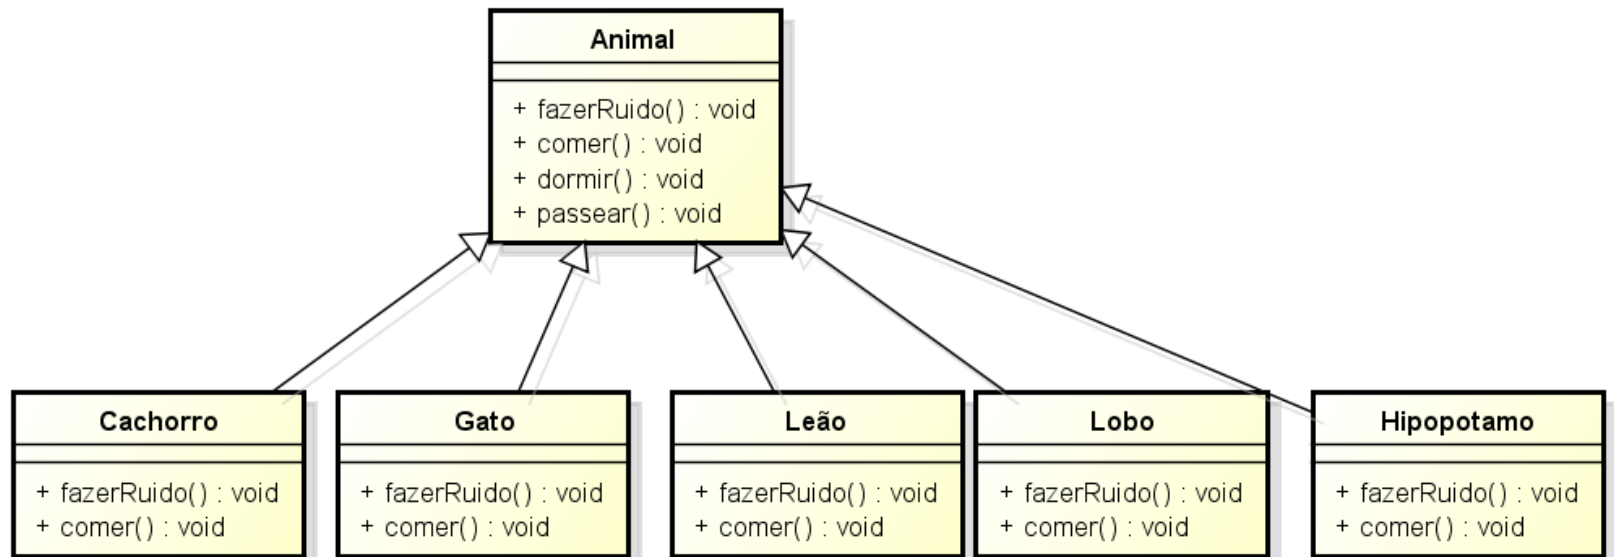 Animal
+ fazerRuido() : void
+ comer() : void
+ dormir() : void
+ passear() : void
Cachorro
+ fazerRuido() : void
+ comer() : void
Gato
+ fazerRuido() : void
+ comer() : void
Leão
+ fazerRuido() : void
+ comer() : void
Lobo
+ fazerRuido() : void
+ comer() : void
Hipopotamo
+ fazerRuido() : void
+ comer() : void